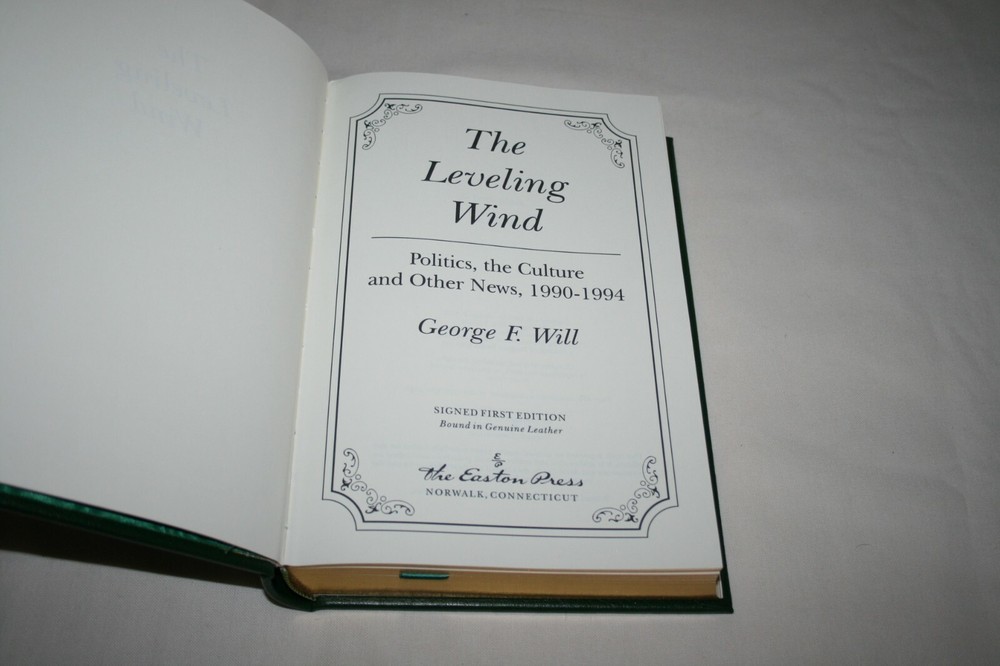 The
Leveling
Wind
Politics, the Culture
and Other News, 1990-1994
George F. Will
SIGNED FIRST EDITION
Bound in Genuine Leather
E
P
The Easton Press
NORWALK, CONNECTICUT